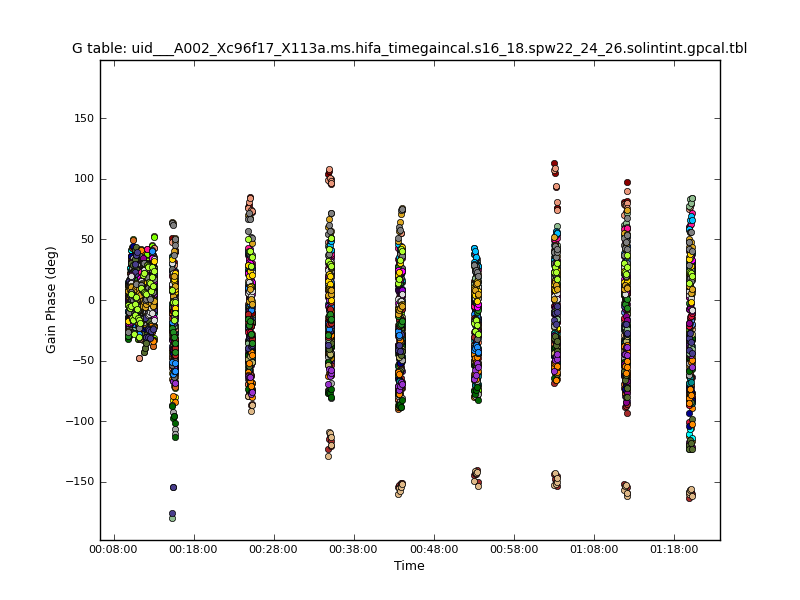 G table: uid___A002_Xc96f17_X113a.ms.hifa_timegaincal.s16_18.spw22_24_26.solintint.gpcal.tbl
150
100
50
0
−50
−100
−150
Gain Phase (deg)
00:08:00 00:18:00 00:28:00 00:38:00 00:48:00 00:58:00 01:08:00 01:18:00
Time